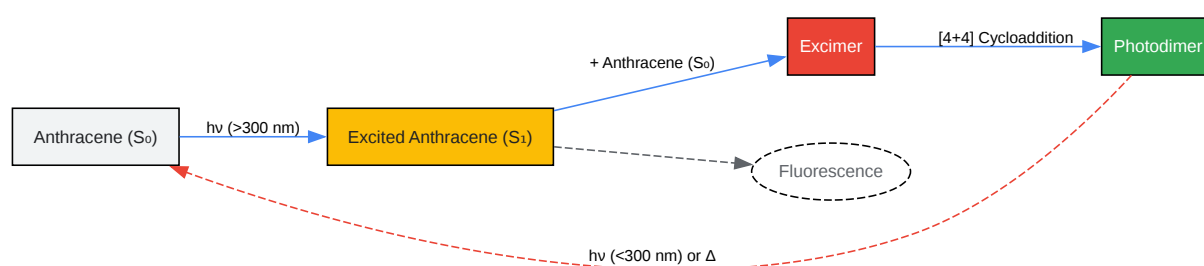 Anthracene (S₀)
hν (>300 nm)
Excited Anthracene (S₁)
+ Anthracene (S₀)
Excimer
[4+4] Cycloaddition
Photodimer
Fluorescence
hν (<300 nm) or Δ